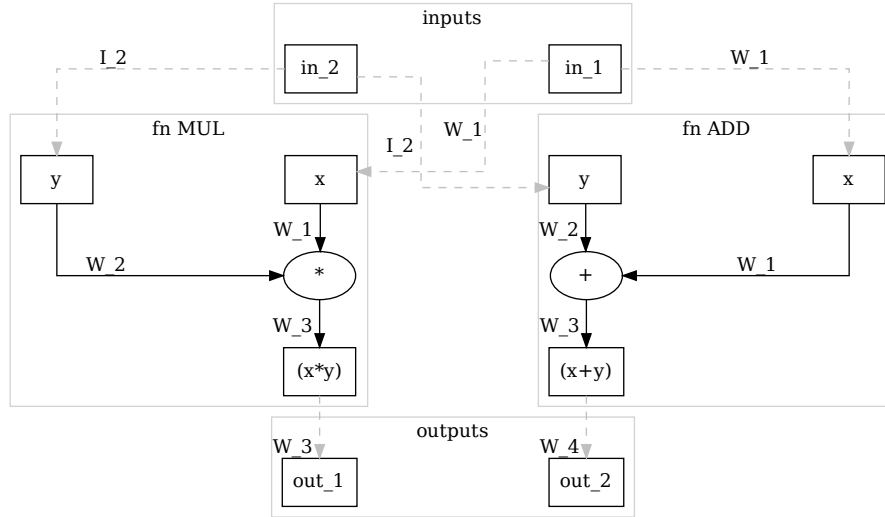 inputs
I_2
in_2
in_1
W_1
fn MUL
W_1
fn ADD
I_2
y
x
y
x
W_1
W_2
W_2
*
+
W_1
W_3
W_3
(x*y)
(x+y)
outputs
W_3
W_4
out_1
out_2